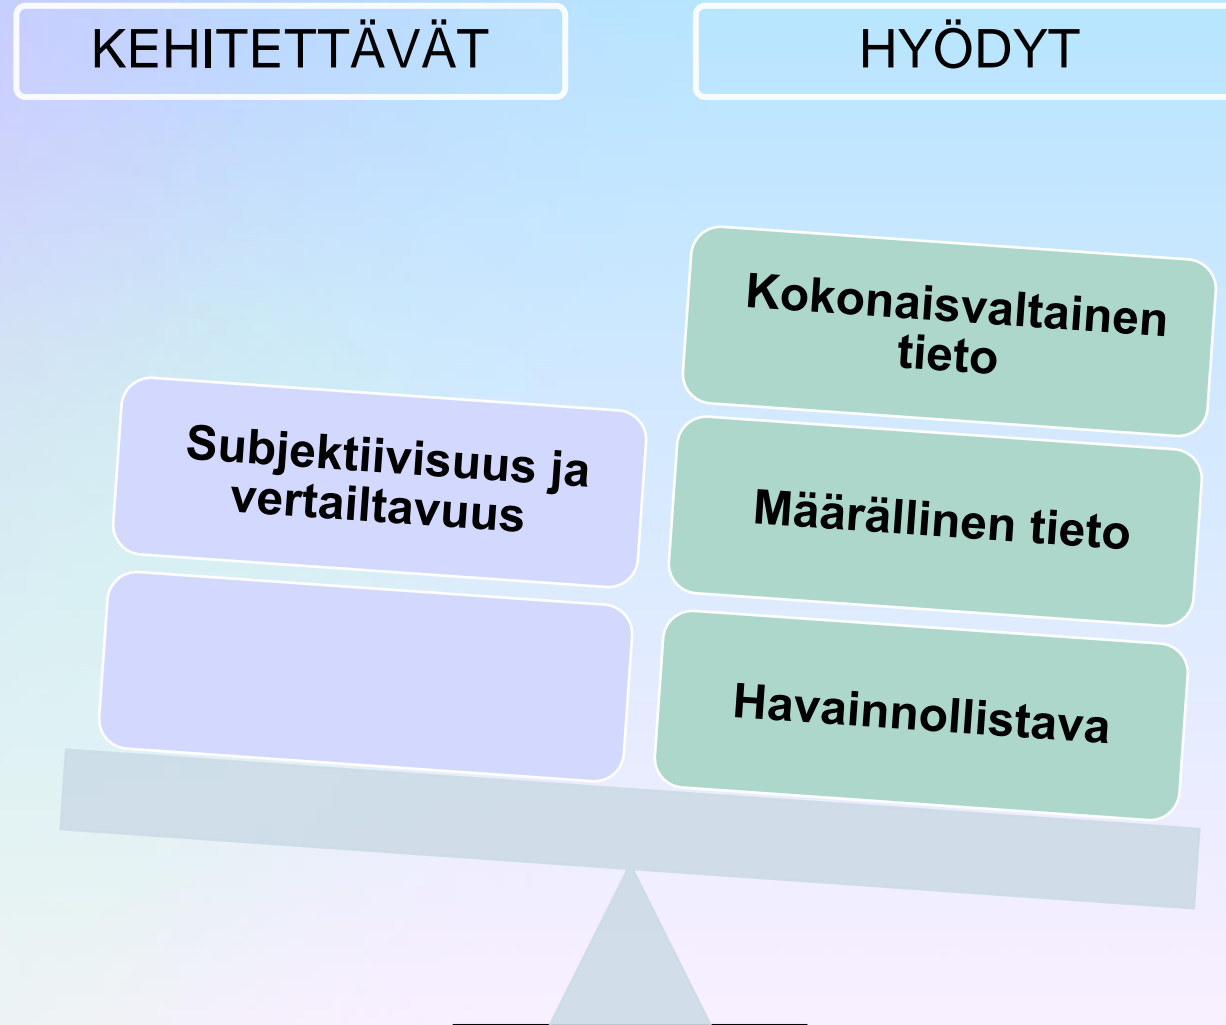 KEHITETTÄVÄT
HYÖDYT
Subjektiivisuus ja
vertailtavuus
Kokonaisvaltainen
tieto
Määrällinen tieto
Havainnollistava